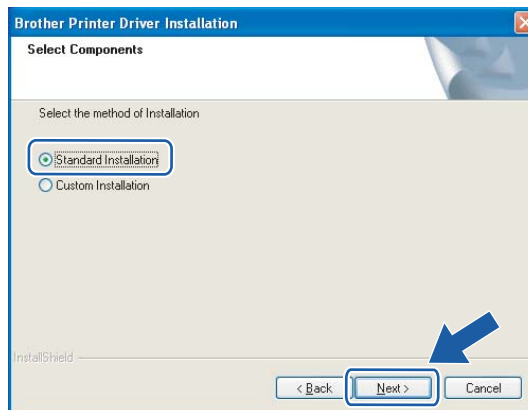 Brother Printer Driver Installation
Select Components
Select the method of Installation
Standard Installation
Custom Installation
InstallShield
< Back
Next >
Cancel